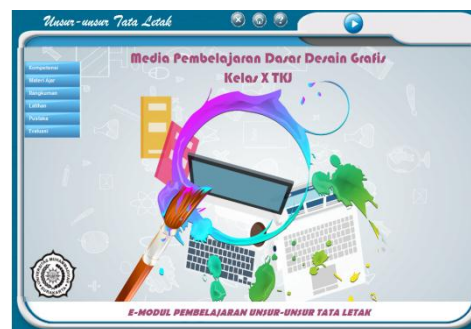 Unsur-unsur Tata Letak
Media Pembelajaran Dasar Desain Grafis
Kelas X TKJ
Kompetensi
Materi Ajar
Rangkuman
Latihan
Pustaka
Evaluasi
E-MODUL PEMBELAJARAN UNSUR-UNSUR TATA LETAK